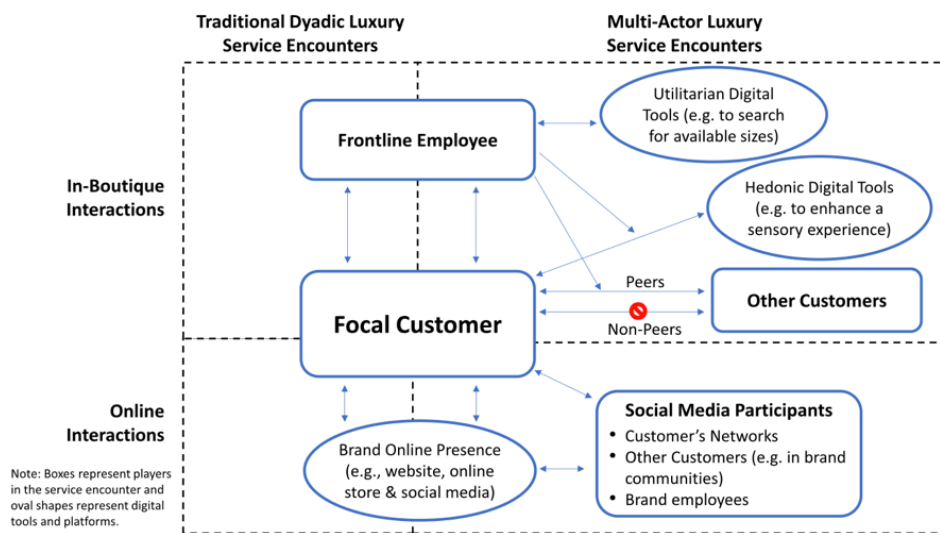 Traditional Dyadic Luxury
Service Encounters
Multi-Actor Luxury
Service Encounters
In-Boutique
Interactions
Frontline Employee
Utilitarian Digital
Tools (e.g. to search
for available sizes)
Hedonic Digital Tools
(e.g. to enhance a
sensory experience)
Focal Customer
Peers
Non-Peers
Other Customers
Online
Interactions
Brand Online Presence
(e.g., website, online
store & social media)
Social Media Participants
• Customer's Networks
• Other Customers (e.g. in brand
communities)
• Brand employees
Note: Boxes represent players
in the service encounter and
oval shapes represent digital
tools and platforms.